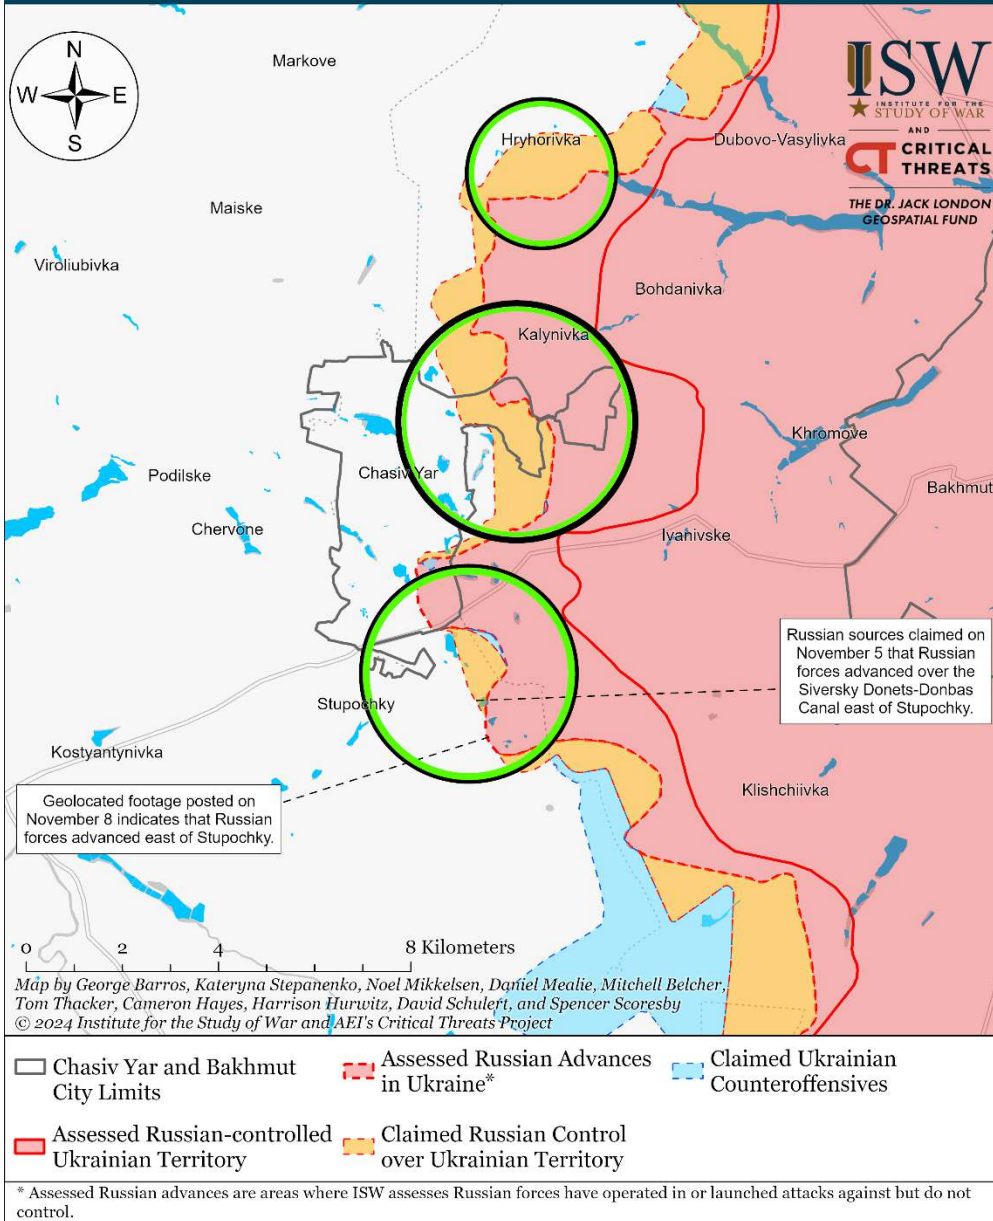 N
W E
S
ISW
INSTITUTE FOR THE
STUDY OF WAR
AND
CT CRITICAL
THREATS
THE DR. JACK LONDON
GEOSPATIAL FUND
Markove
Hryhorivka
Dubovo-Vasylivka
Maiske
Viroliubivka
Bohdanivka
Kalynivka
Khromove
Podilske
Chasiv Yar
Bakhmut
Chervone
Ivanivske
Russian sources claimed on
November 5 that Russian
forces advanced over the
Siversky Donets-Donbas
Canal east of Stupochky.
Stupochky
Kostyantynivka
Klishchiivka
Geolocated footage posted on
November 8 indicates that Russian
forces advanced east of Stupochky.
0 2 4 8 Kilometers
Map by George Barros, Kateryna Stepanenko, Noel Mikkelsen, Daniel Mealie, Mitchell Belcher,
Tom Thacker, Cameron Hayes, Harrison Hurwitz, David Schulert, and Spencer Scoresby
© 2024 Institute for the Study of War and AEI's Critical Threats Project
Chasiv Yar and Bakhmut
City Limits
Assessed Russian Advances
in Ukraine*
Claimed Ukrainian
Counteroffensives
Assessed Russian-controlled
Ukrainian Territory
Claimed Russian Control
over Ukrainian Territory
* Assessed Russian advances are areas where ISW assesses Russian forces have operated in or launched attacks against but do not
control.